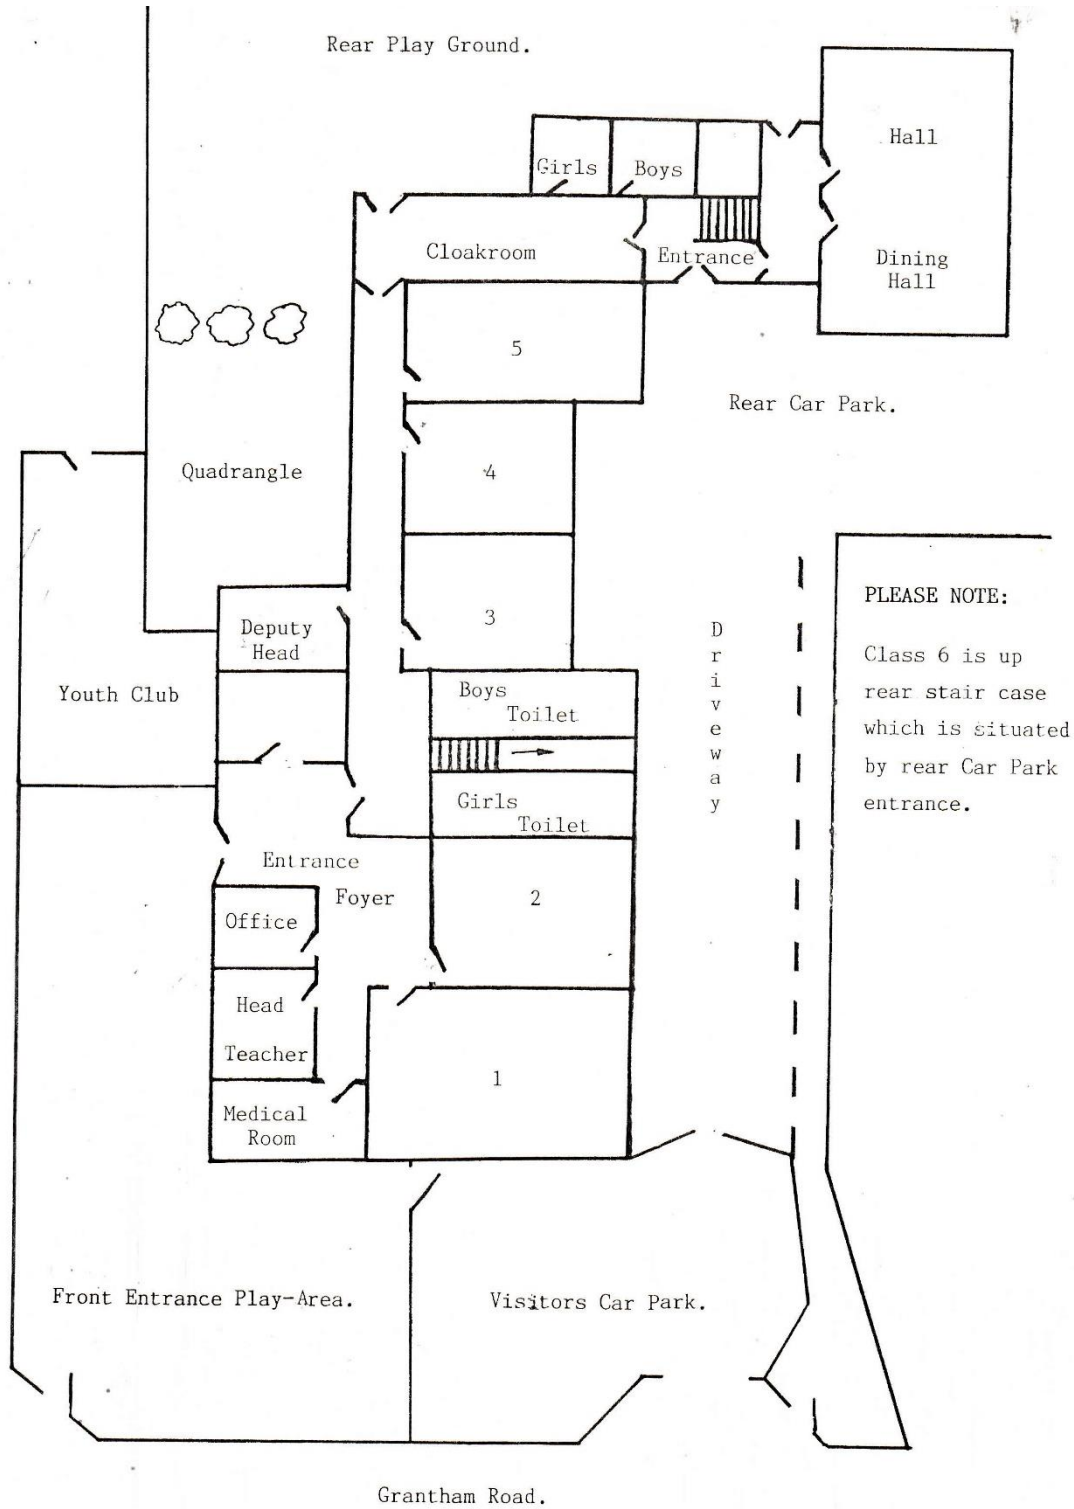 Rear Play Ground.
Hall
Girls
Boys
Cloakroom
Entrance
Dining
Hall
5
Rear Car Park.
Quadrangle
4
PLEASE NOTE:
Class 6 is up
rear stair case
which is situated
by rear Car Park
entrance.
3
Deputy
Head
Driveway
Youth Club
Boys
Toilet
Girls
Toilet
Entrance
Foyer
2
Office
Head
Teacher
1
Medical
Room
Front Entrance Play-Area.
Visitors Car Park.
Grantham Road.